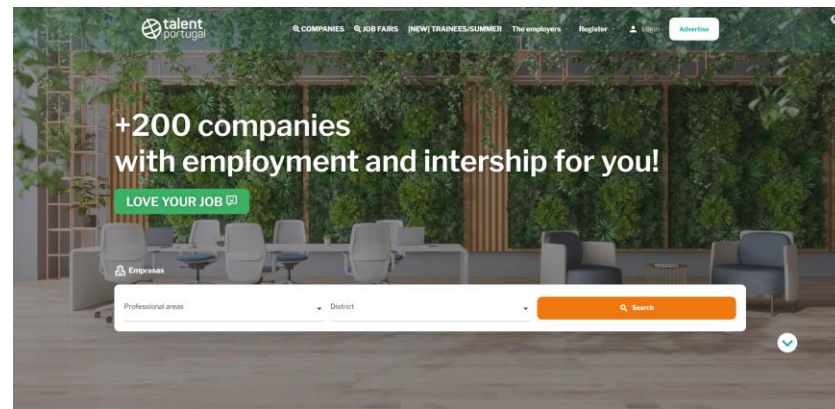 talent
portugal
COMPANIES JOB FAIRS [NEW] TRAINEES/SUMMER The employers Register Login Advertise
+200 companies
with employment and intership for you!
LOVE YOUR JOB
Empresas
Professional areas District Search